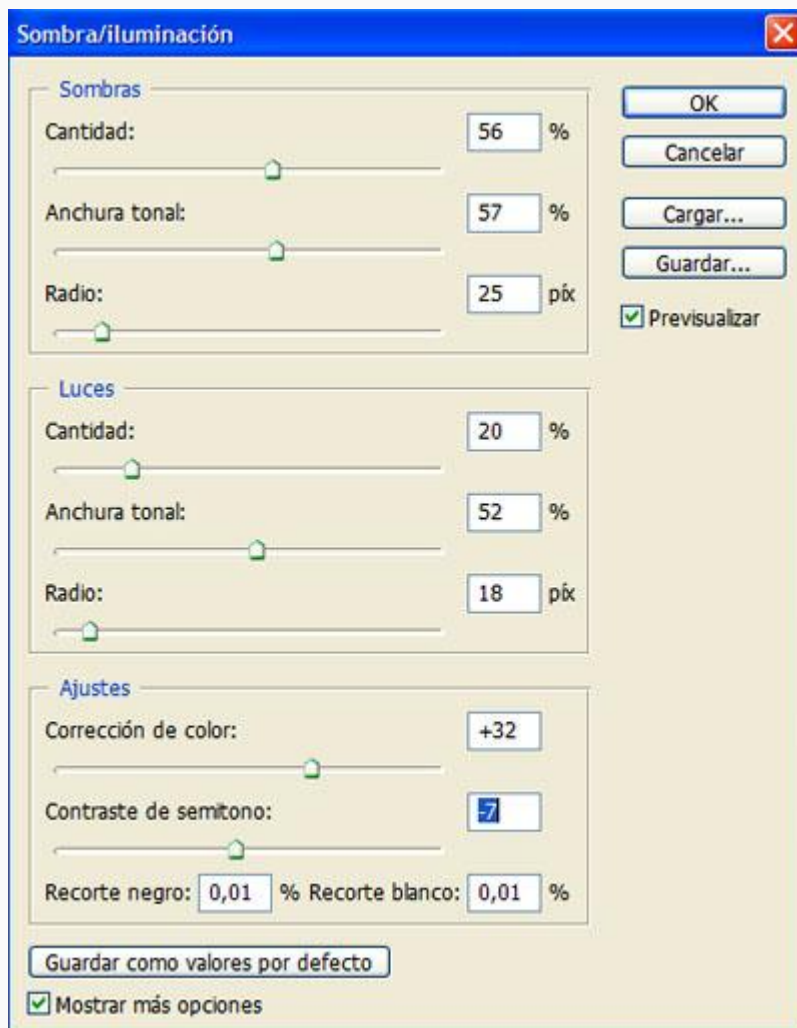 Sombra/iluminación
Sombras
Cantidad: 56 %
Anchura tonal: 57 %
Radio: 25 píx
Luces
Cantidad: 20 %
Anchura tonal: 52 %
Radio: 18 píx
Ajustes
Corrección de color: +32
Contraste de semitono: -7
Recorte negro: 0,01 % Recorte blanco: 0,01 %
Guardar como valores por defecto
Mostrar más opciones
OK
Cancelar
Cargar...
Guardar...
Previsualizar